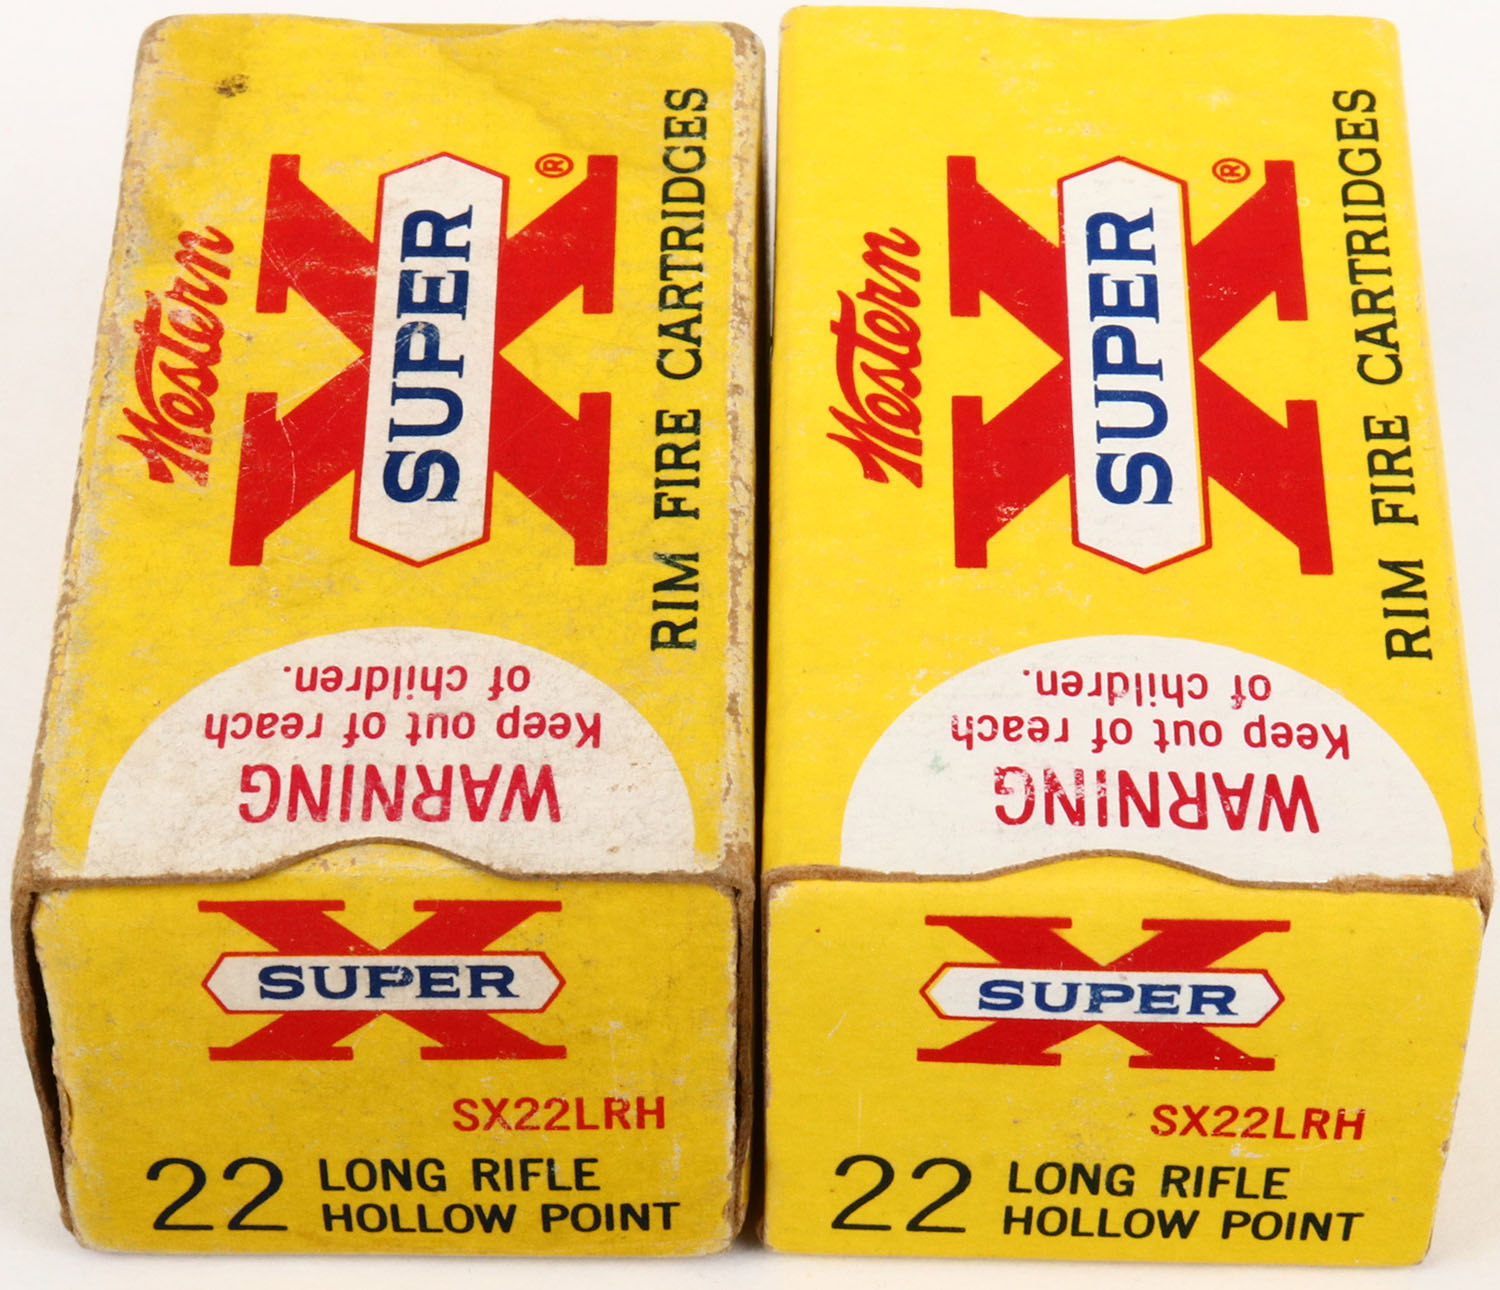 Western
SUPER X ®
RIM FIRE CARTRIDGES
WARNING
Keep out of reach
of children.
SUPER X
SX22LRH
22 LONG RIFLE
HOLLOW POINT
Western
SUPER X ®
RIM FIRE CARTRIDGES
WARNING
Keep out of reach
of children.
SUPER X
SX22LRH
22 LONG RIFLE
HOLLOW POINT